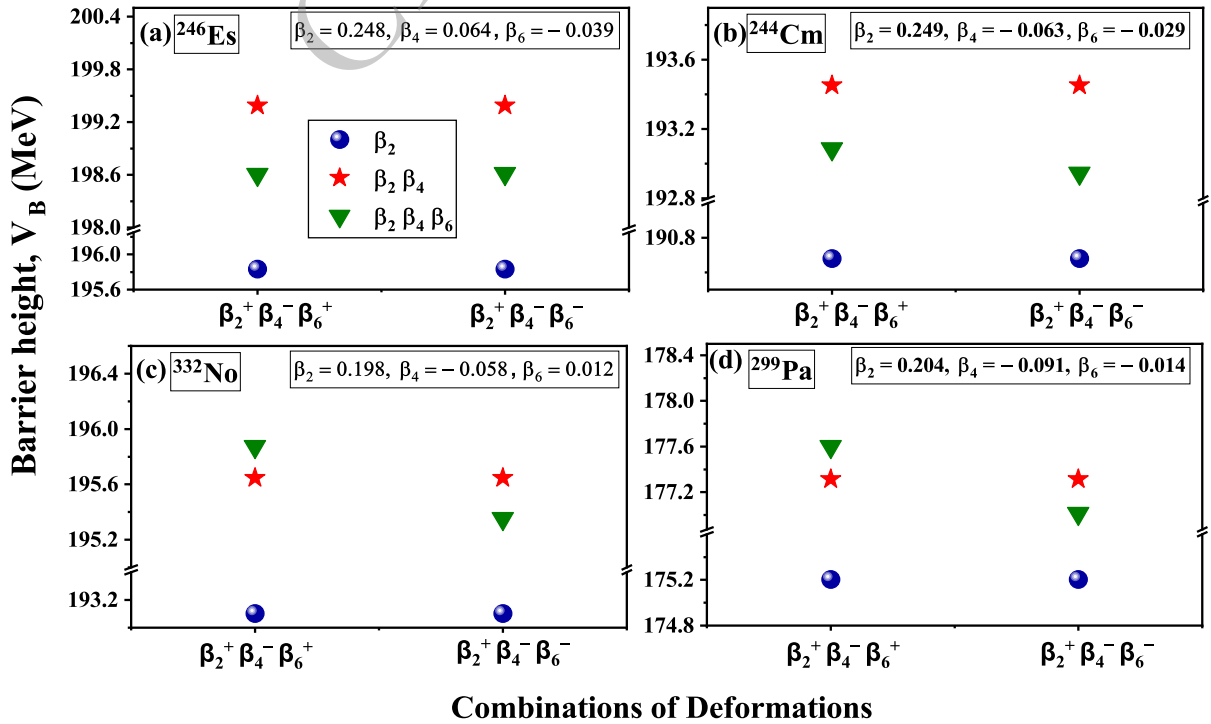 Barrier height, V_B (MeV)
(a) ²⁴⁶Es
β₂ = 0.248, β₄ = 0.064, β₆ = − 0.039
200.4
199.8
199.2
198.6
198.0
196.0
195.6
β₂
β₂ β₄
β₂ β₄ β₆
β₂⁺β₄⁻β₆⁺ β₂⁺β₄⁻β₆⁻
(b) ²⁴⁴Cm
β₂ = 0.249, β₄ = − 0.063, β₆ = − 0.029
193.6
193.2
192.8
190.8
β₂⁺β₄⁻β₆⁺ β₂⁺β₄⁻β₆⁻
(c) ³³²No
β₂ = 0.198, β₄ = − 0.058 , β₆ = 0.012
196.4
196.0
195.6
195.2
193.2
β₂⁺β₄⁻β₆⁺ β₂⁺β₄⁻β₆⁻
(d) ²⁹⁹Pa
β₂ = 0.204, β₄ = − 0.091, β₆ = − 0.014
178.4
178.0
177.6
177.2
175.2
174.8
β₂⁺β₄⁻β₆⁺ β₂⁺β₄⁻β₆⁻
Combinations of Deformations